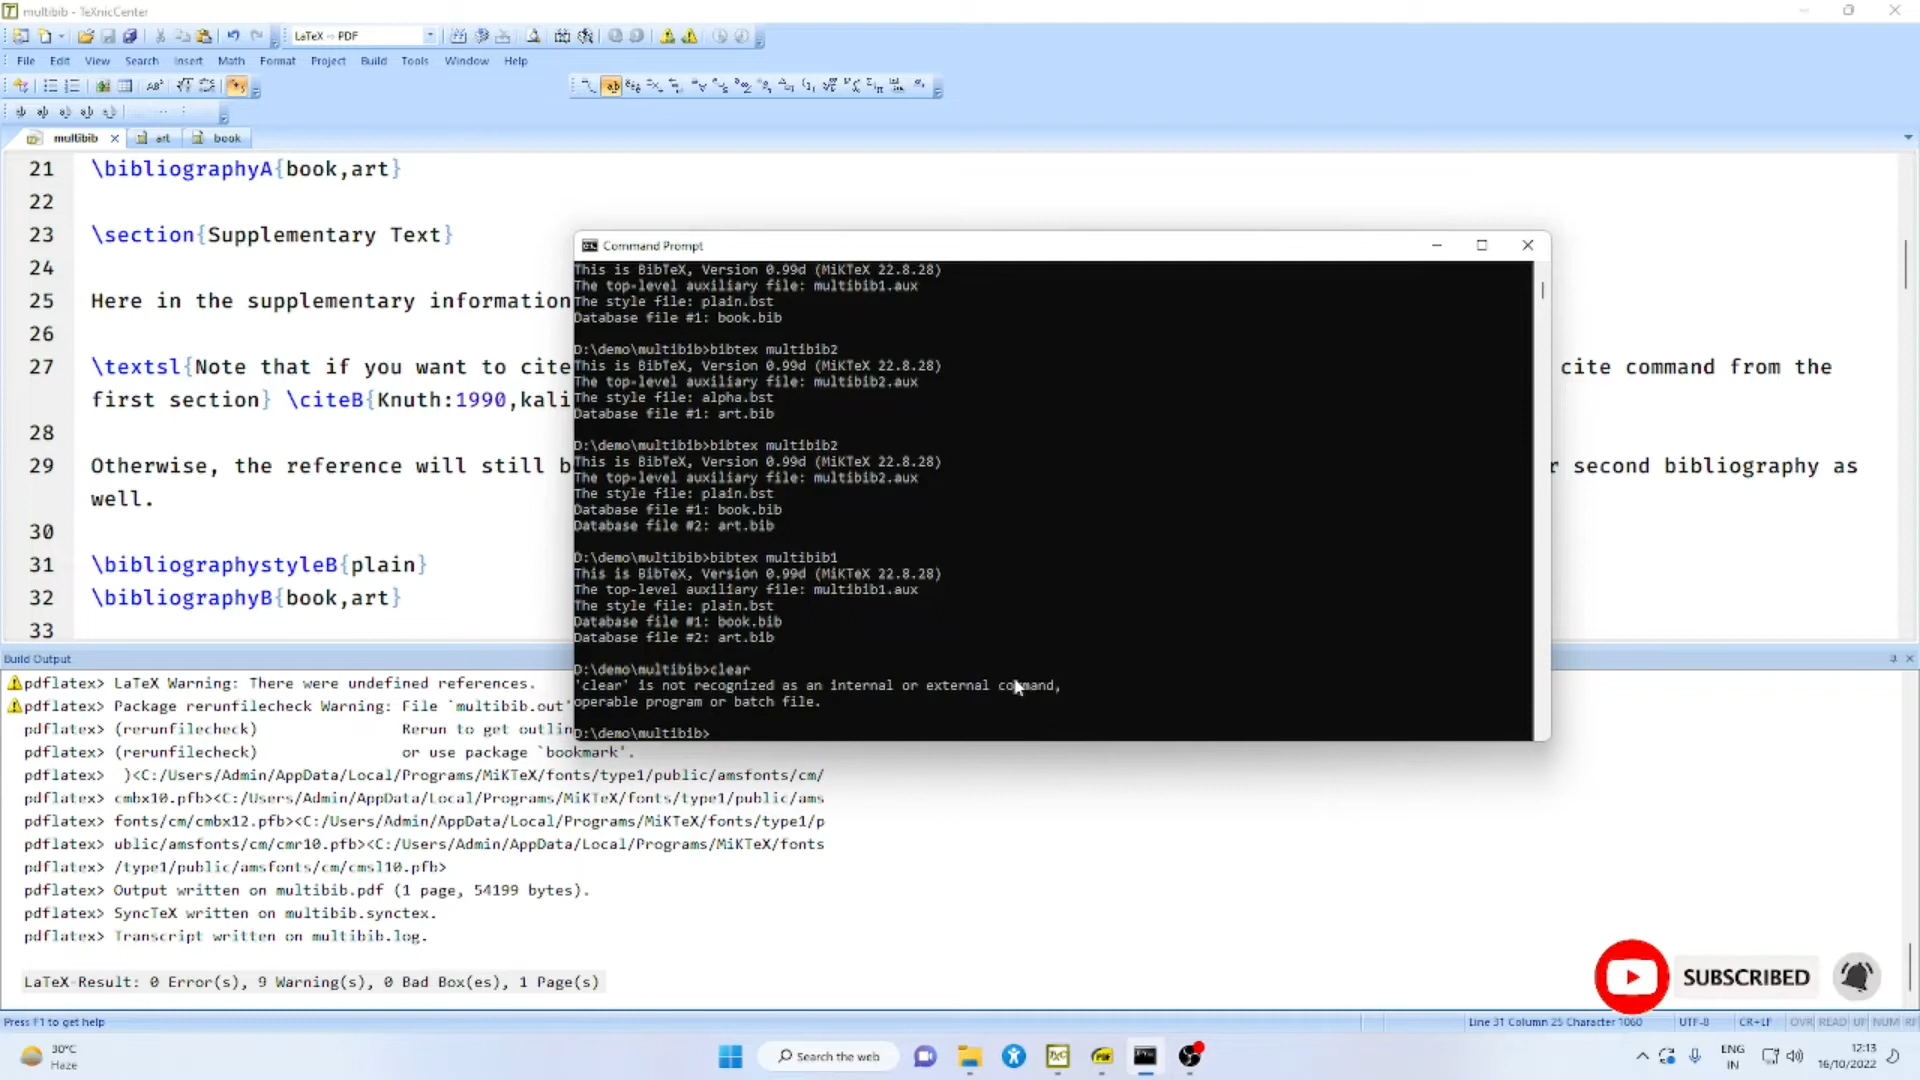 multibib - TeXnicCenter
LaTeX ⇨ PDF
File Edit View Search Insert Math Format Project Build Tools Window Help
multibib art book
21 \bibliographyA{book,art}
22
23 \section{Supplementary Text}
24
25 Here in the supplementary information
26
27 \textsl{Note that if you want to cite cite command from the
first section} \citeB{Knuth:1990,kali
28
29 Otherwise, the reference will still b r second bibliography as
well.
30
31 \bibliographystyleB{plain}
32 \bibliographyB{book,art}
33
Command Prompt
This is BibTeX, Version 0.99d (MiKTeX 22.8.28)
The top-level auxiliary file: multibib1.aux
The style file: plain.bst
Database file #1: book.bib
D:\demo\multibib>bibtex multibib2
This is BibTeX, Version 0.99d (MiKTeX 22.8.28)
The top-level auxiliary file: multibib2.aux
The style file: alpha.bst
Database file #1: art.bib
D:\demo\multibib>bibtex multibib2
This is BibTeX, Version 0.99d (MiKTeX 22.8.28)
The top-level auxiliary file: multibib2.aux
The style file: plain.bst
Database file #1: book.bib
Database file #2: art.bib
D:\demo\multibib>bibtex multibib1
This is BibTeX, Version 0.99d (MiKTeX 22.8.28)
The top-level auxiliary file: multibib1.aux
The style file: plain.bst
Database file #1: book.bib
Database file #2: art.bib
D:\demo\multibib>clear
'clear' is not recognized as an internal or external command,
operable program or batch file.
D:\demo\multibib>
Build Output
pdflatex> LaTeX Warning: There were undefined references.
pdflatex> Package rerunfilecheck Warning: File `multibib.out'
pdflatex> (rerunfilecheck) Rerun to get outlin
pdflatex> (rerunfilecheck) or use package `bookmark'.
pdflatex> )<C:/Users/Admin/AppData/Local/Programs/MiKTeX/fonts/type1/public/amsfonts/cm/
pdflatex> cmbx10.pfb><C:/Users/Admin/AppData/Local/Programs/MiKTeX/fonts/type1/public/ams
pdflatex> fonts/cm/cmbx12.pfb><C:/Users/Admin/AppData/Local/Programs/MiKTeX/fonts/type1/p
pdflatex> ublic/amsfonts/cm/cmr10.pfb><C:/Users/Admin/AppData/Local/Programs/MiKTeX/fonts
pdflatex> /type1/public/amsfonts/cm/cmsl10.pfb>
pdflatex> Output written on multibib.pdf (1 page, 54199 bytes).
pdflatex> SyncTeX written on multibib.synctex.
pdflatex> Transcript written on multibib.log.
LaTeX-Result: 0 Error(s), 9 Warning(s), 0 Bad Box(es), 1 Page(s)
SUBSCRIBED
Press F1 to get help
Line 31 Column 25 Character 1060 UTF-8 CR+LF OVR READ NUM
30°C
Haze
Search the web
ENG
IN
12:13
16/10/2022